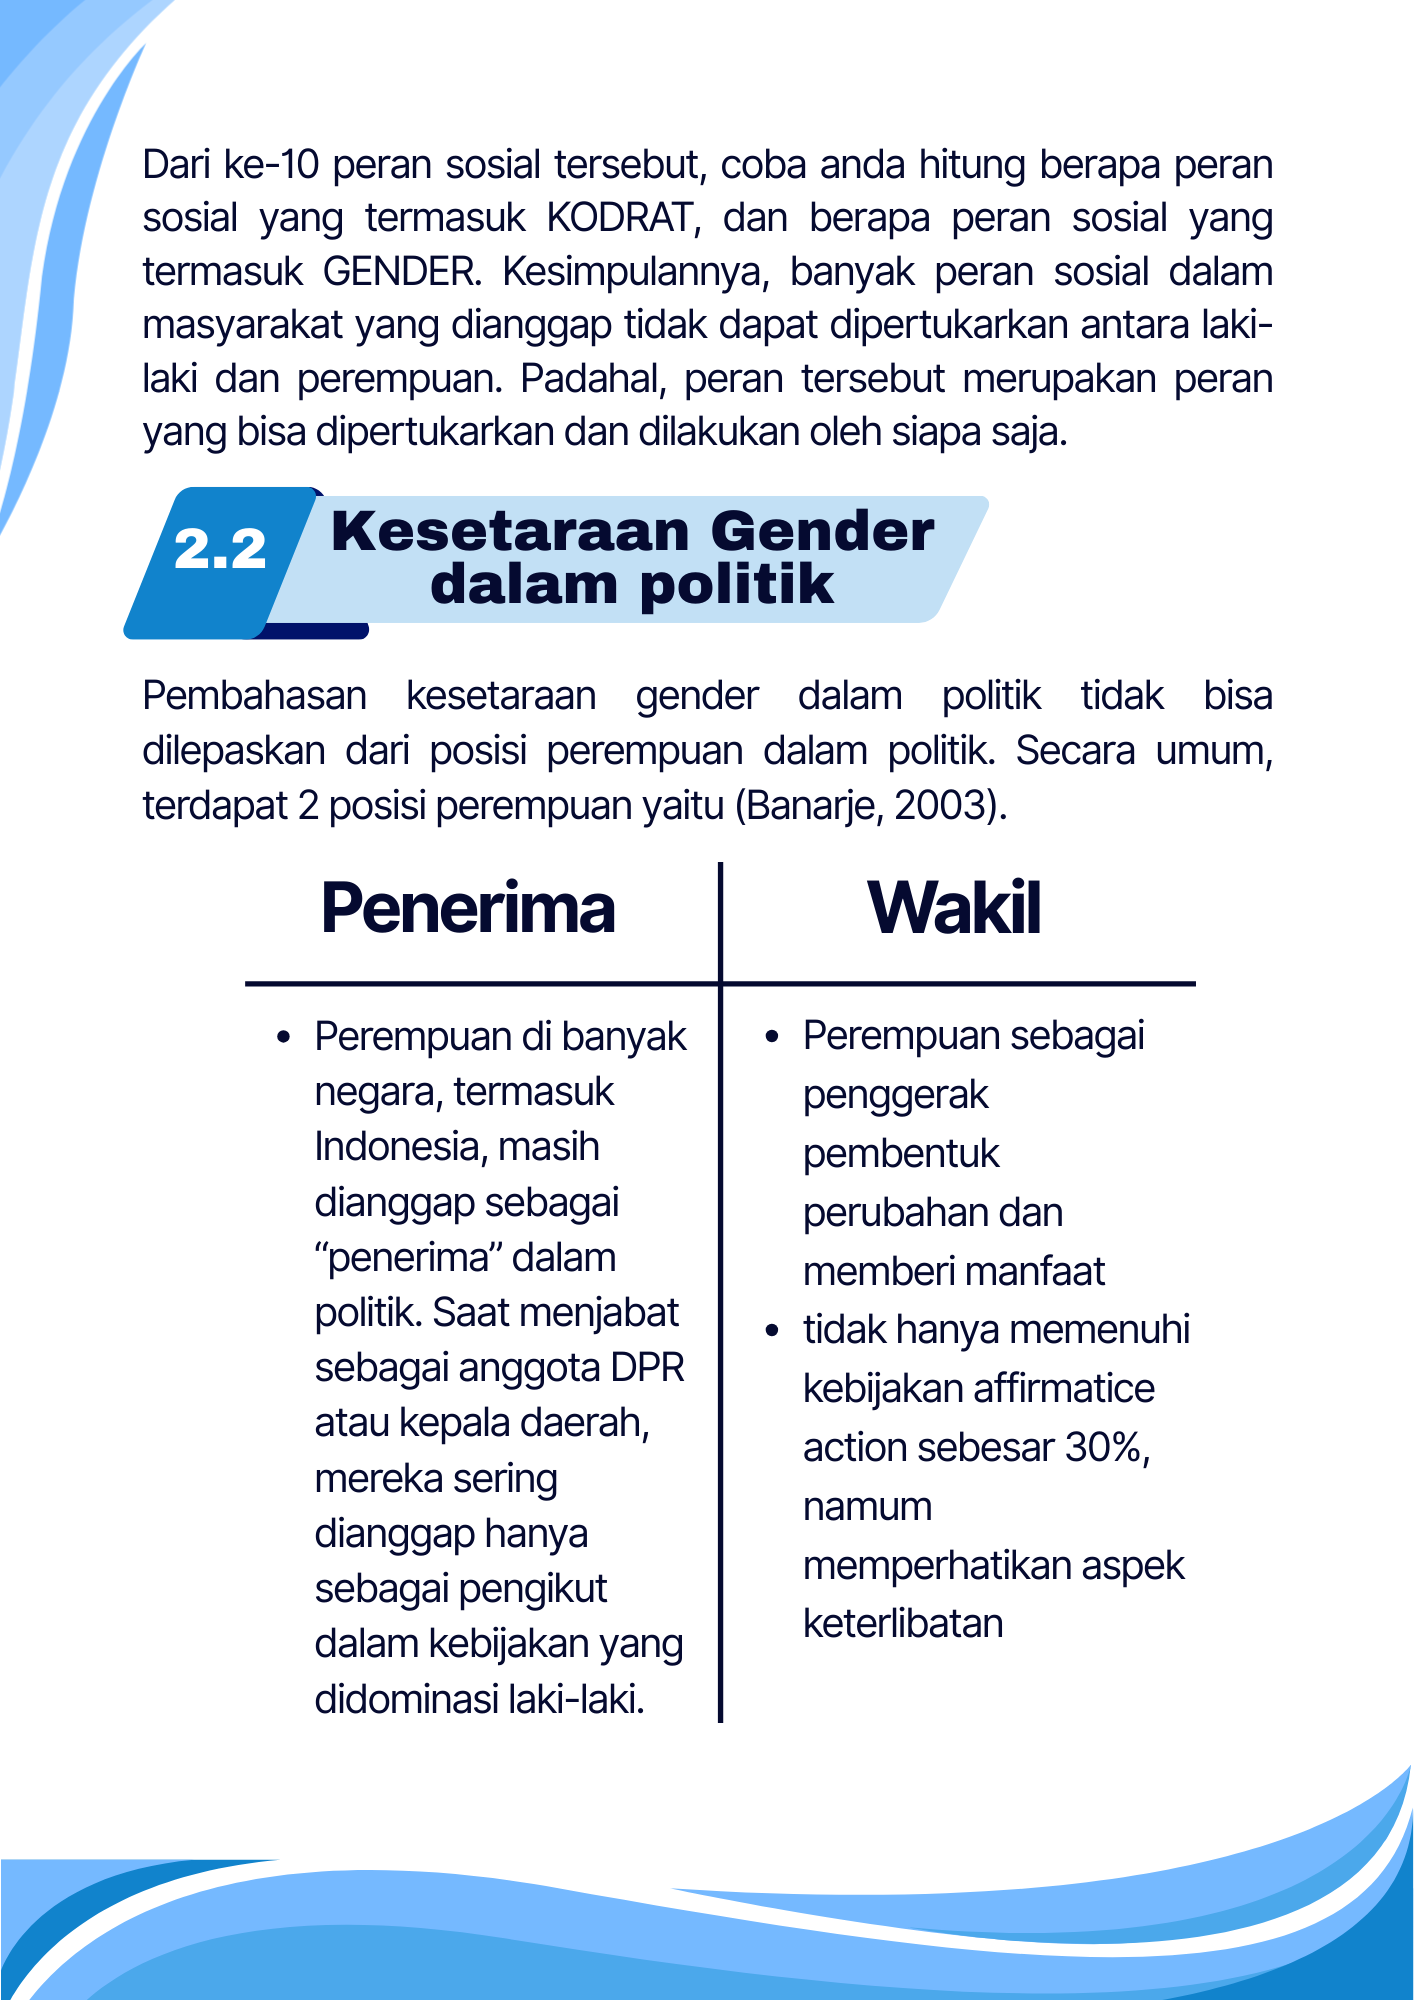 Dari ke-10 peran sosial tersebut, coba anda hitung berapa peran
sosial yang termasuk KODRAT, dan berapa peran sosial yang
termasuk GENDER. Kesimpulannya, banyak peran sosial dalam
masyarakat yang dianggap tidak dapat dipertukarkan antara laki-
laki dan perempuan. Padahal, peran tersebut merupakan peran
yang bisa dipertukarkan dan dilakukan oleh siapa saja.
2.2
Kesetaraan Gender
dalam politik
Pembahasan kesetaraan gender dalam politik tidak bisa
dilepaskan dari posisi perempuan dalam politik. Secara umum,
terdapat 2 posisi perempuan yaitu (Banarje, 2003).
Penerima
• Perempuan di banyak
negara, termasuk
Indonesia, masih
dianggap sebagai
“penerima” dalam
politik. Saat menjabat
sebagai anggota DPR
atau kepala daerah,
mereka sering
dianggap hanya
sebagai pengikut
dalam kebijakan yang
didominasi laki-laki.
Wakil
• Perempuan sebagai
penggerak
pembentuk
perubahan dan
memberi manfaat
• tidak hanya memenuhi
kebijakan affirmatice
action sebesar 30%,
namum
memperhatikan aspek
keterlibatan